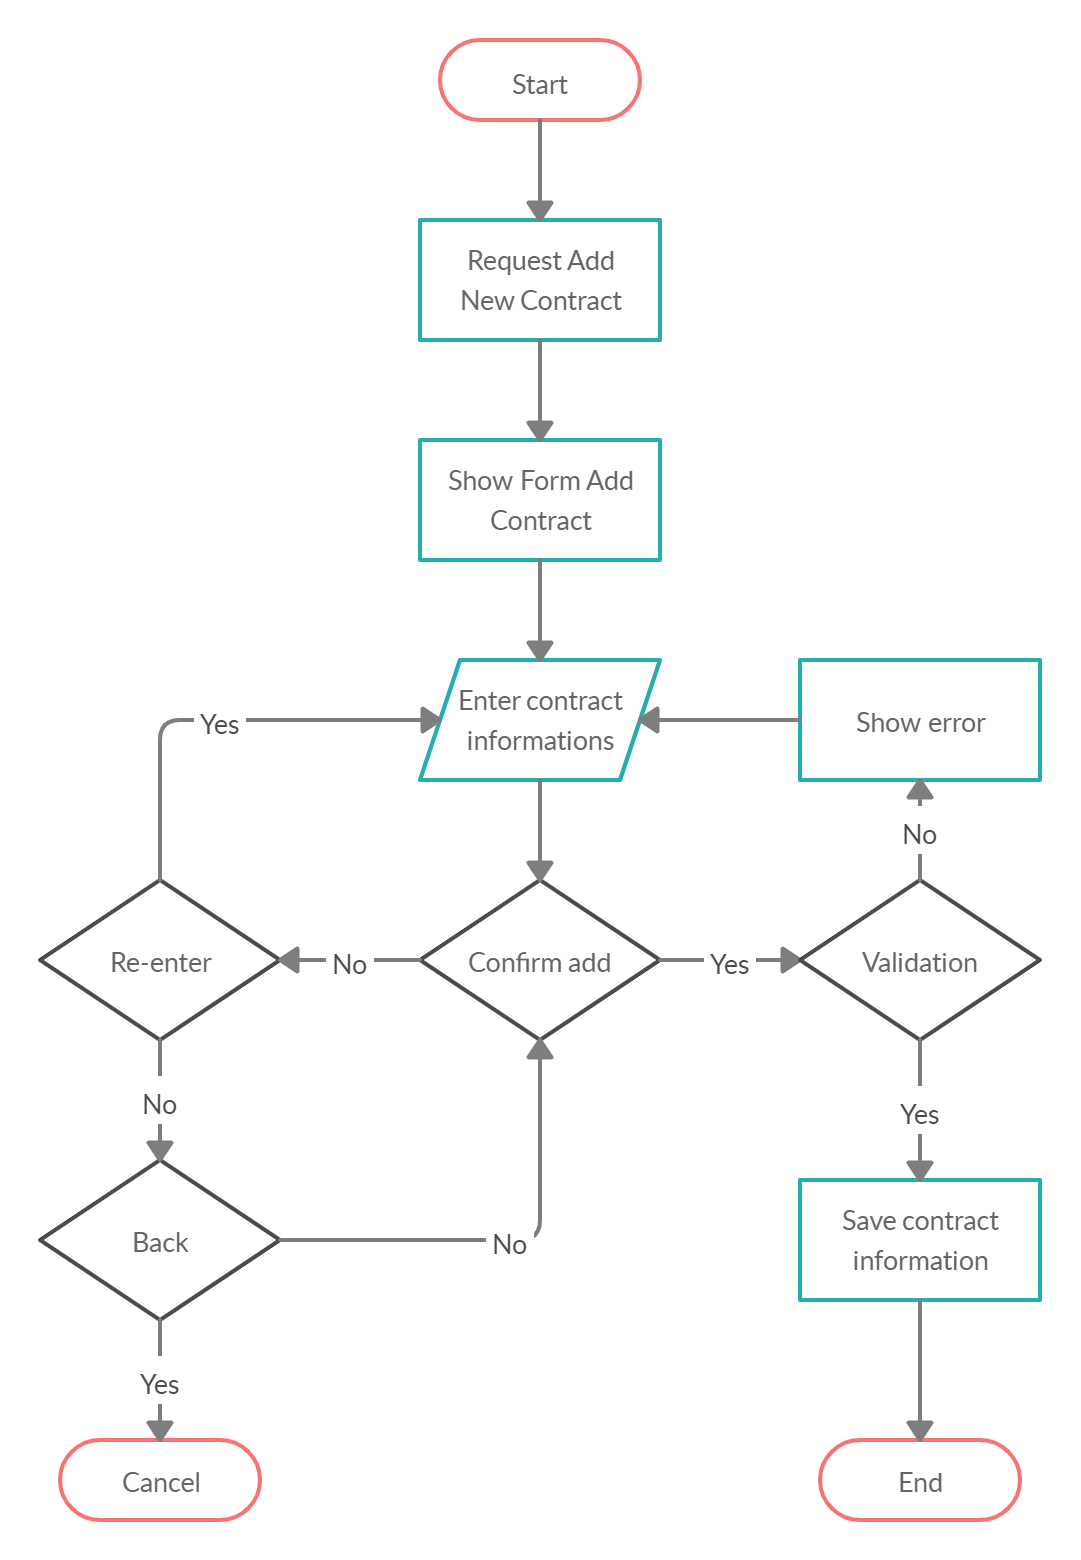 Start
Request Add
New Contract
Show Form Add
Contract
Enter contract
informations
Yes
Show error
No
Re-enter
No
Confirm add
Yes
Validation
No
Yes
Back
No
Save contract
information
Yes
Cancel
End